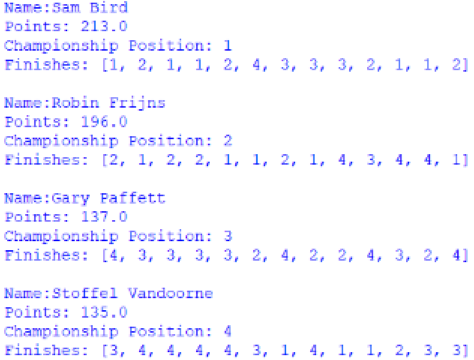 Name:Sam Bird
Points: 213.0
Championship Position: 1
Finishes: [1, 2, 1, 1, 2, 4, 3, 3, 3, 2, 1, 1, 2]
Name:Robin Frijns
Points: 196.0
Championship Position: 2
Finishes: [2, 1, 2, 2, 1, 1, 2, 1, 4, 3, 4, 4, 1]
Name:Gary Paffett
Points: 137.0
Championship Position: 3
Finishes: [4, 3, 3, 3, 3, 2, 4, 2, 2, 4, 3, 2, 4]
Name:Stoffel Vandoorne
Points: 135.0
Championship Position: 4
Finishes: [3, 4, 4, 4, 4, 3, 1, 4, 1, 1, 2, 3, 3]